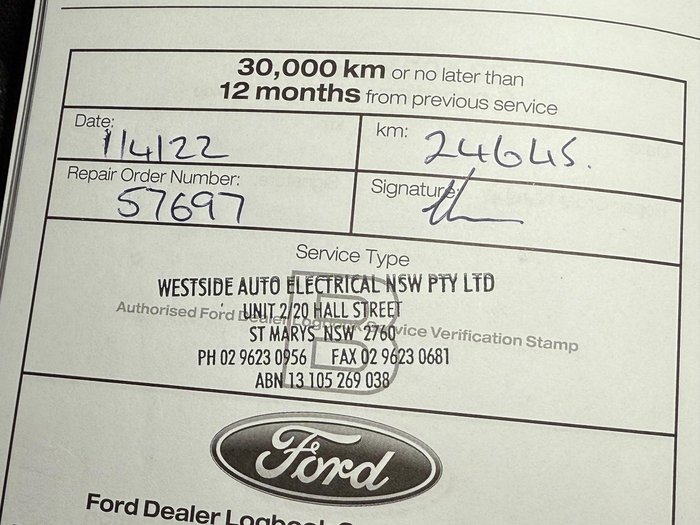 30,000 km or no later than
12 months from previous service
Date: 1/4/22
km: 24645.
Repair Order Number: 57697
Signature:
Service Type
B
WESTSIDE AUTO ELECTRICAL NSW PTY LTD
UNIT 2/20 HALL STREET
Authorised Ford Dealer Logbook Service Verification Stamp
ST MARYS NSW 2760
PH 02 9623 0956 FAX 02 9623 0681
ABN 13 105 269 038
Ford
Ford Dealer Logbook